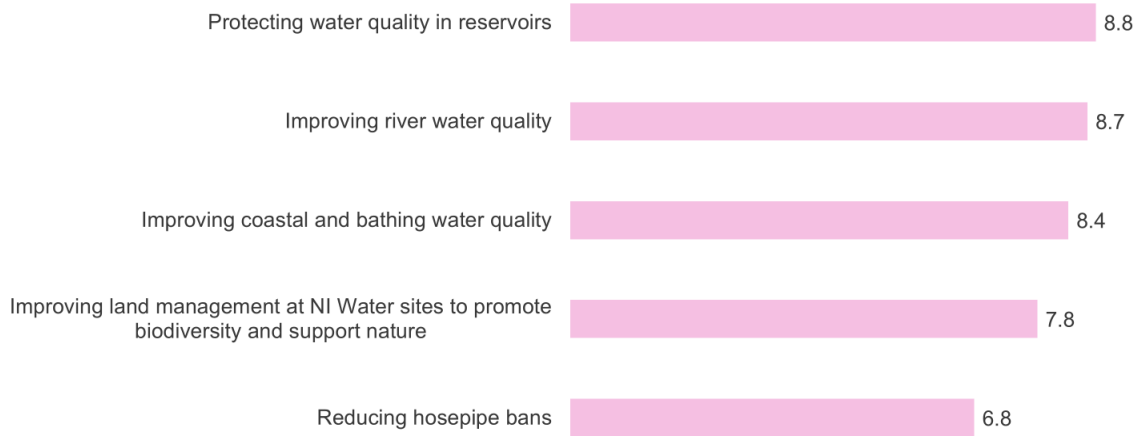 Protecting water quality in reservoirs 8.8
Improving river water quality 8.7
Improving coastal and bathing water quality 8.4
Improving land management at NI Water sites to promote
biodiversity and support nature 7.8
Reducing hosepipe bans 6.8